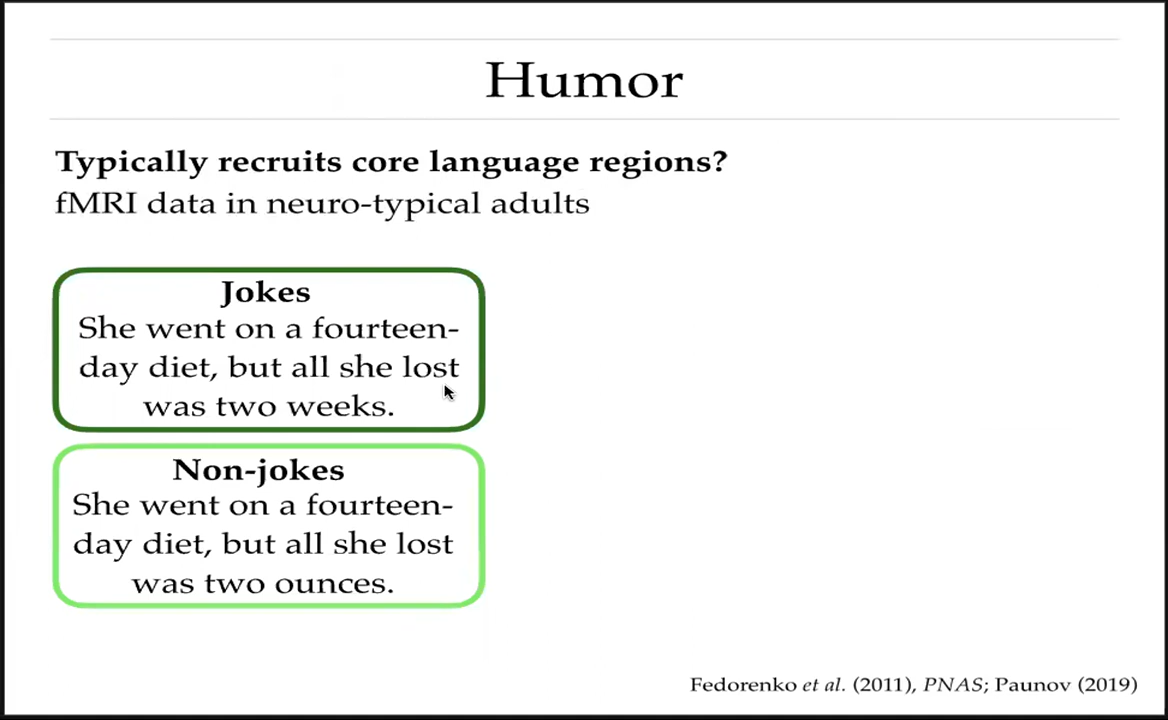 Humor
Typically recruits core language regions?
fMRI data in neuro-typical adults
Jokes
She went on a fourteen-
day diet, but all she lost
was two weeks.
Non-jokes
She went on a fourteen-
day diet, but all she lost
was two ounces.
Fedorenko et al. (2011), PNAS; Paunov (2019)